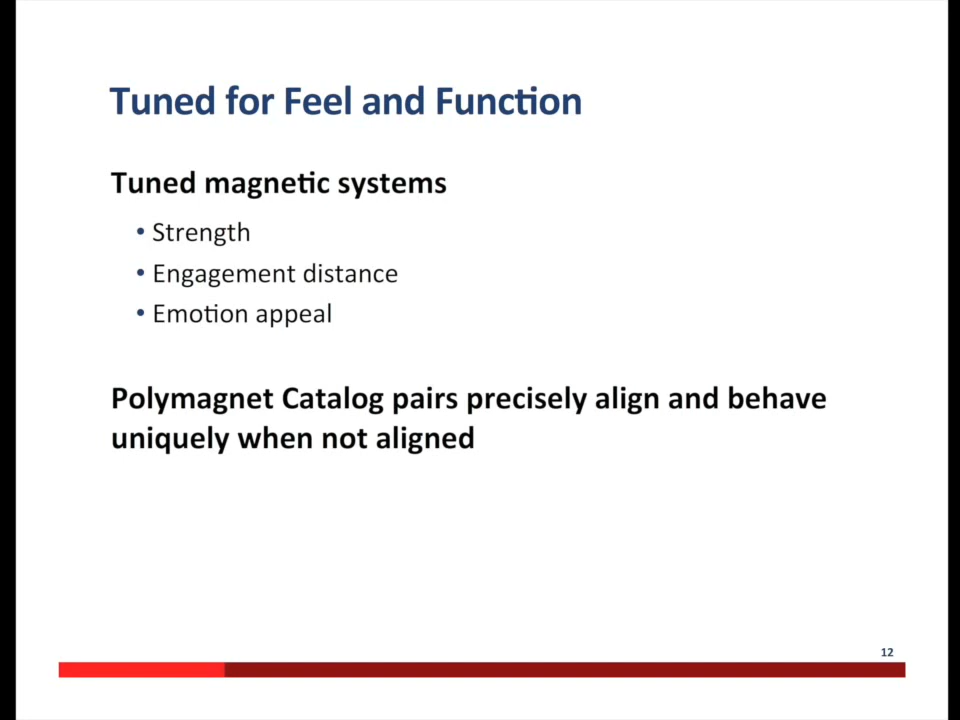 Tuned for Feel and Function
Tuned magnetic systems
• Strength
• Engagement distance
• Emotion appeal
Polymagnet Catalog pairs precisely align and behave
uniquely when not aligned
12